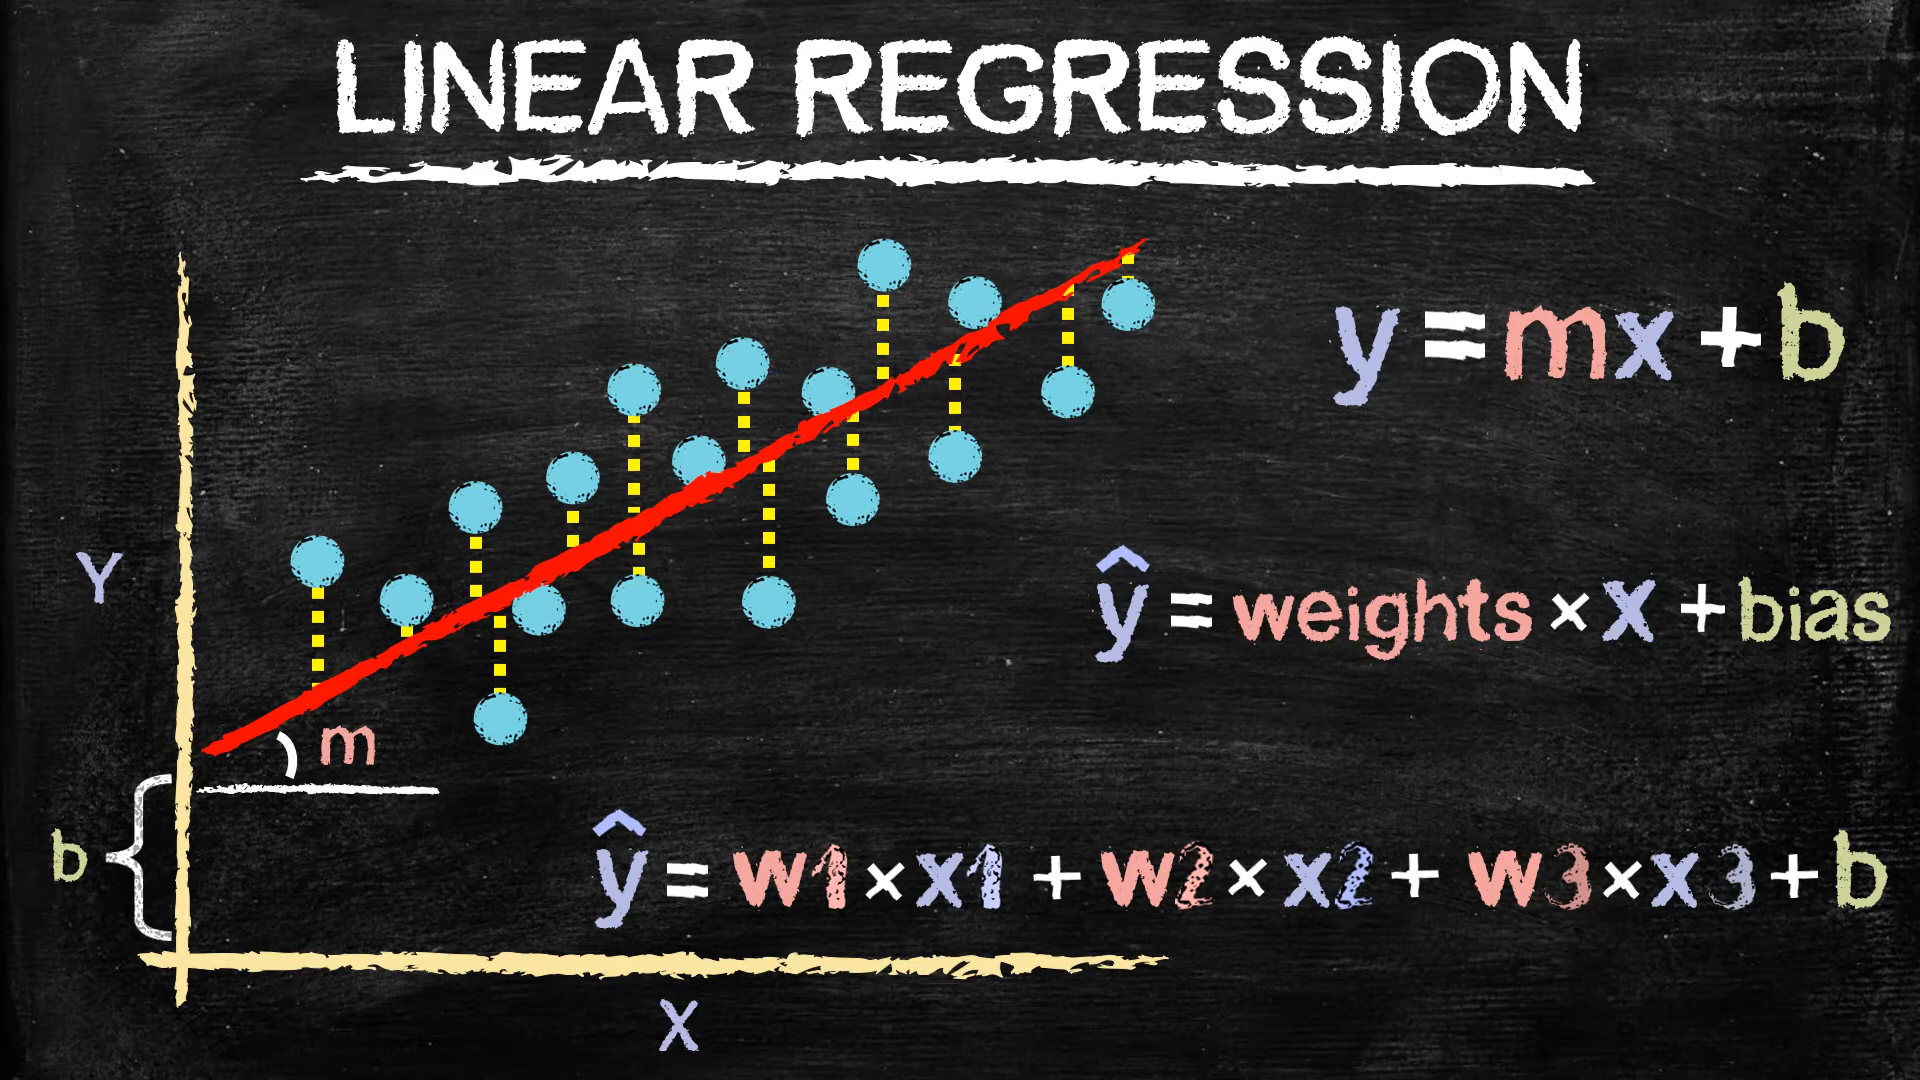 LINEAR REGRESSION
y = mx + b
Y
ŷ = weights × x + bias
m
b
ŷ = w1 × x1 + w2 × x2 + w3 × x3 + b
X